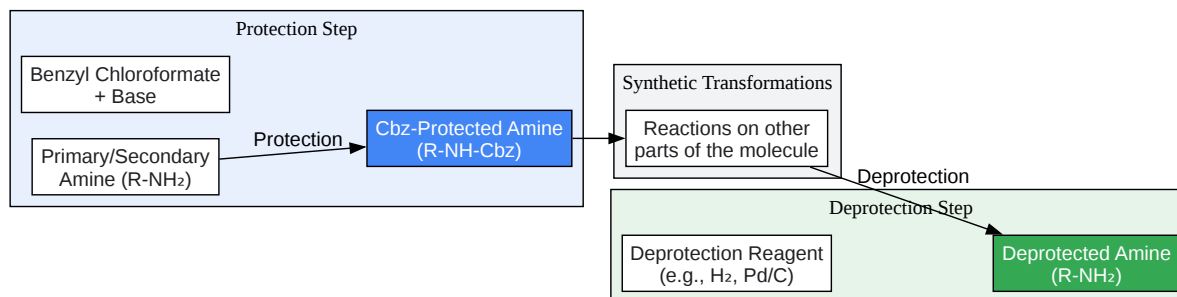 Protection Step
Benzyl Chloroformate
+ Base
Primary/Secondary
Amine (R-NH₂)
Protection
Cbz-Protected Amine
(R-NH-Cbz)
Synthetic Transformations
Reactions on other
parts of the molecule
Deprotection
Deprotection Step
Deprotection Reagent
(e.g., H₂, Pd/C)
Deprotected Amine
(R-NH₂)